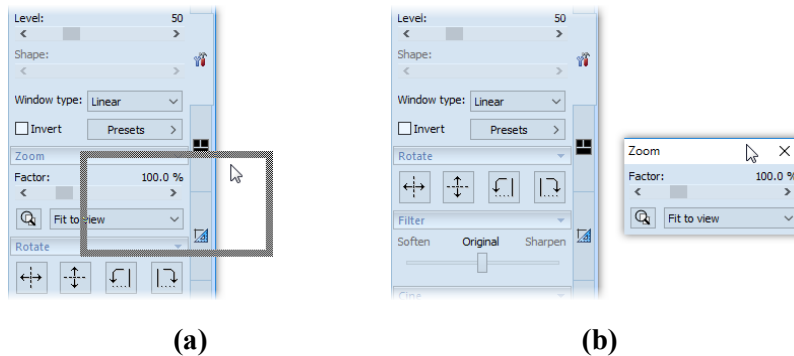 Level: 50
Shape:
Window type: Linear
Invert Presets
Zoom
Factor: 100.0 %
Fit to view
Rotate
(a)
Level: 50
Shape:
Window type: Linear
Invert Presets
Rotate
Filter
Soften Original Sharpen
Cine
Zoom
Factor: 100.0 %
Fit to view
(b)